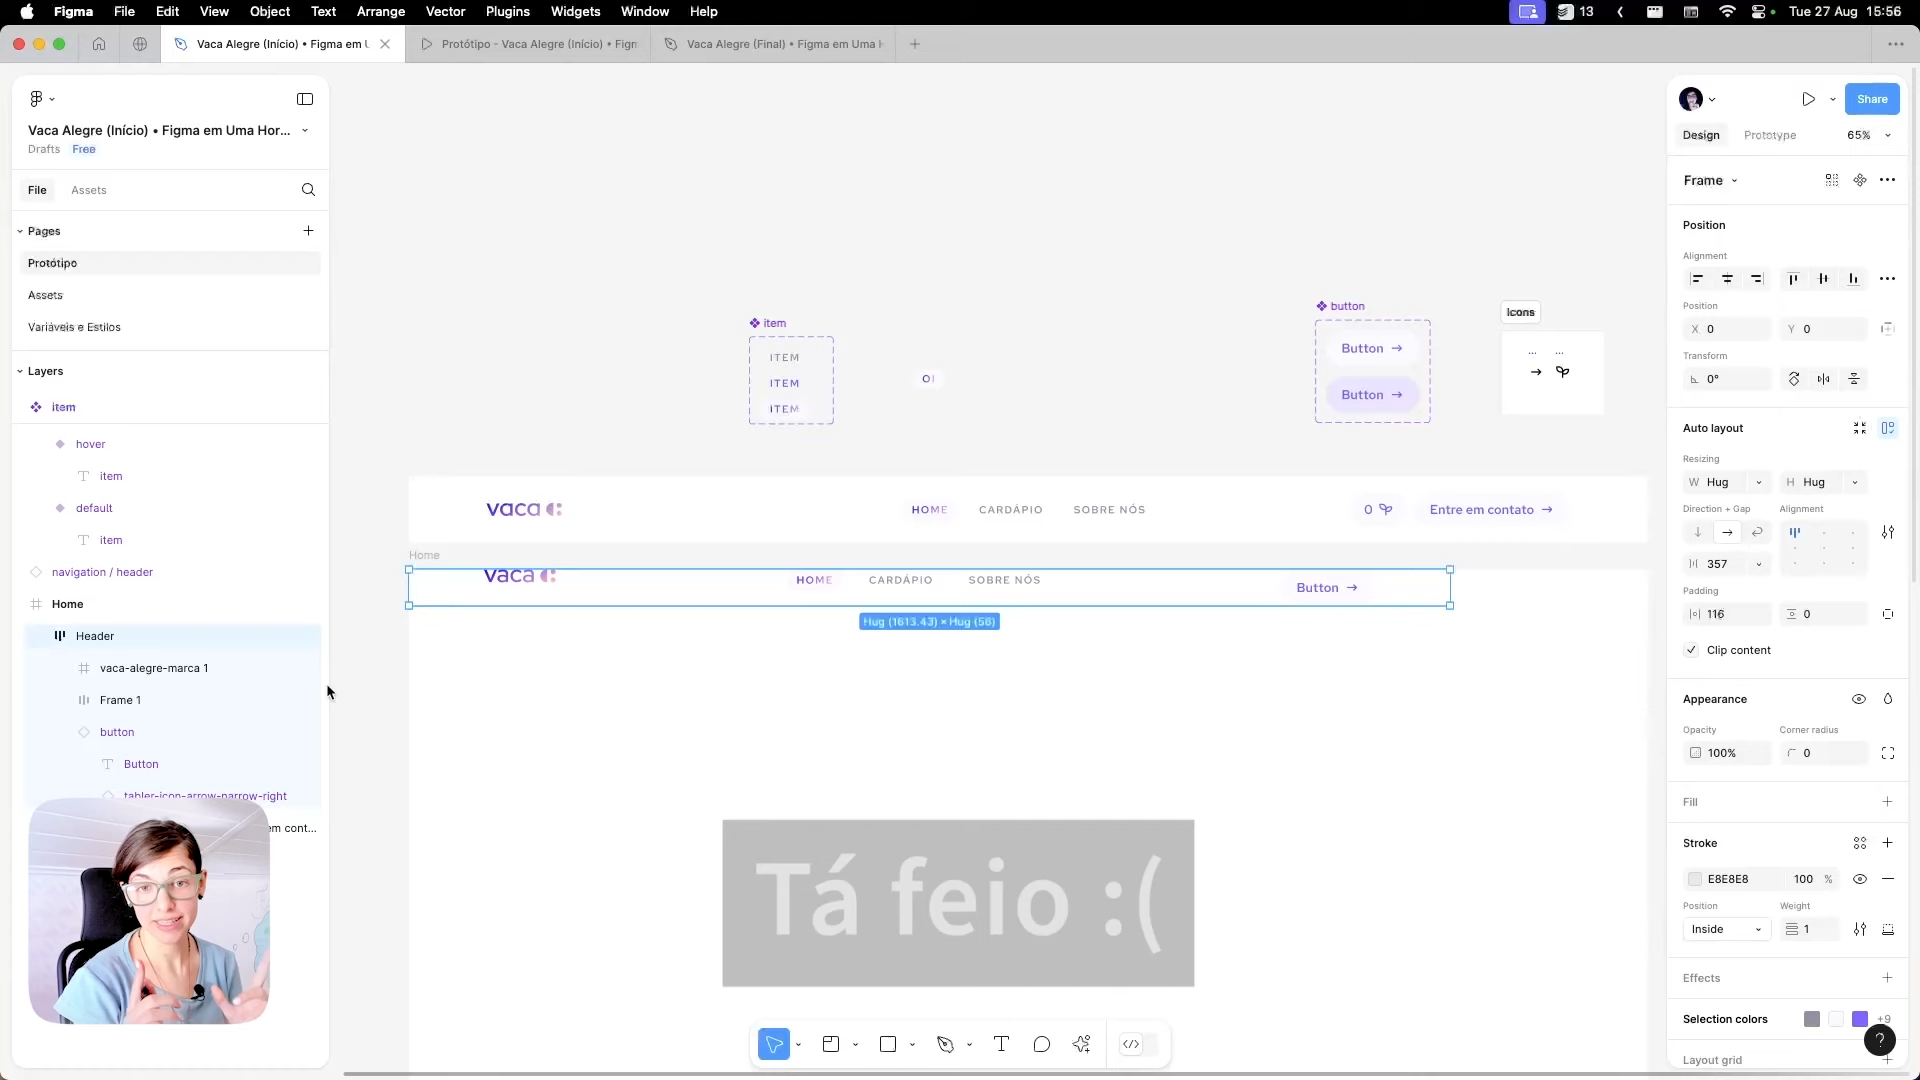 Figma File Edit View Object Text Arrange Vector Plugins Widgets Window Help
13 Tue 27 Aug 15:56
Vaca Alegre (Início) • Figma em U
Protótipo - Vaca Alegre (Início) • Figm
Vaca Alegre (Final) • Figma em Uma H
Vaca Alegre (Início) • Figma em Uma Hor...
Drafts Free
File Assets
Pages
Protótipo
Assets
Variáveis e Estilos
Layers
item
hover
item
default
item
navigation / header
Home
Header
vaca-alegre-marca 1
Frame 1
button
Button
tabler-icon-arrow-narrow-right
em cont...
item
ITEM
ITEM
ITEM
button
Button →
Button →
Icons
... ...
vaca
HOME CARDÁPIO SOBRE NÓS
0
Entre em contato →
Home
vaca
HOME CARDÁPIO SOBRE NÓS
Button →
Hug (1613.43) × Hug (56)
Tá feio :(
Share
Design Prototype 65%
Frame
Position
Alignment
Position
X 0 Y 0
Transform
0°
Auto layout
Resizing
W Hug H Hug
Direction + Gap Alignment
357
Padding
116 0
Clip content
Appearance
Opacity Corner radius
100% 0
Fill
Stroke
E8E8E8 100 %
Position Weight
Inside 1
Effects
Selection colors +9
Layout grid
?